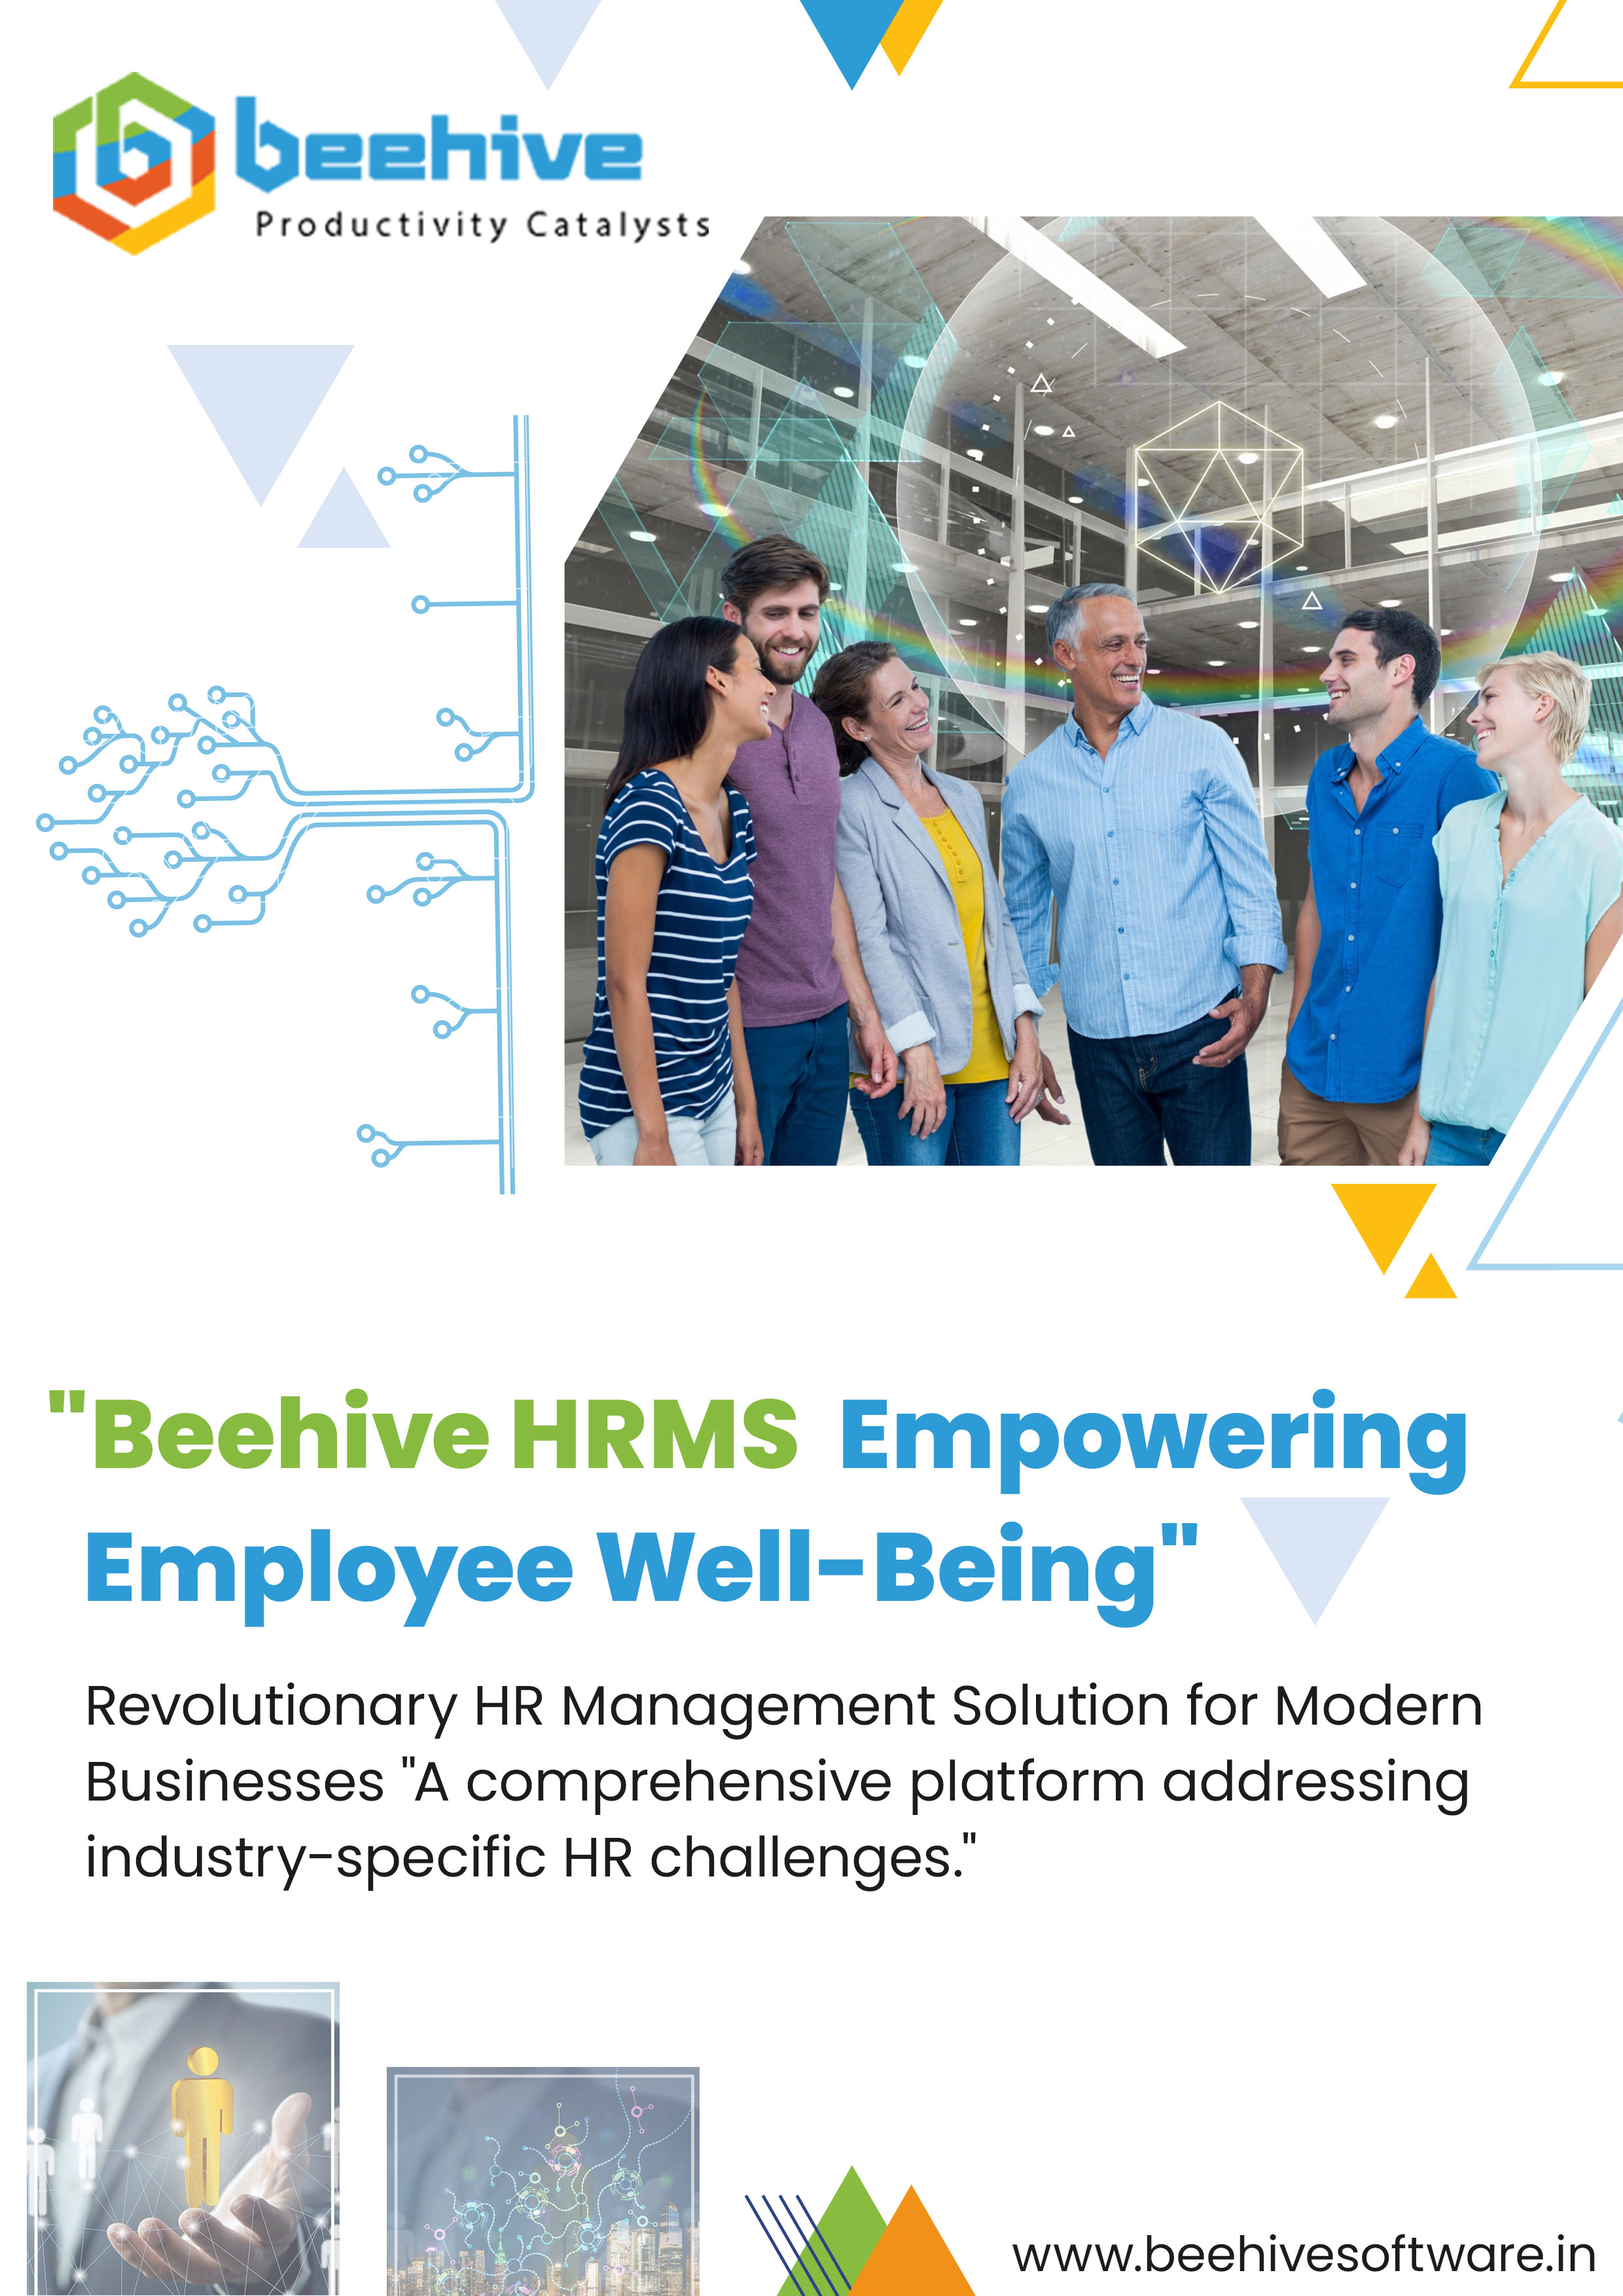 beehive
Productivity Catalysts
"Beehive HRMS Empowering
Employee Well-Being"
Revolutionary HR Management Solution for Modern
Businesses "A comprehensive platform addressing
industry-specific HR challenges."
www.beehivesoftware.in